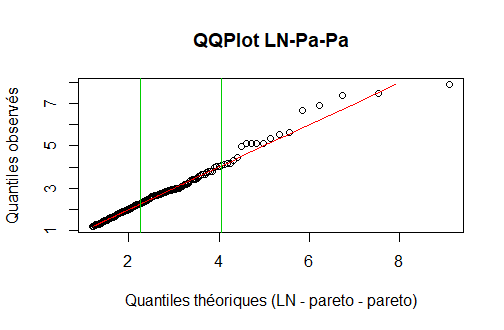 QQPlot LN-Pa-Pa
Quantiles observés
7
5
3
1
2
4
6
8
Quantiles théoriques (LN - pareto - pareto)